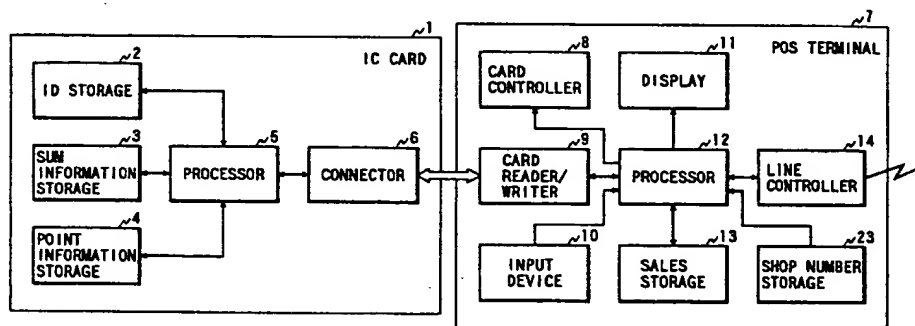 1
IC CARD
2
ID STORAGE
3
SUM
INFORMATION
STORAGE
4
POINT
INFORMATION
STORAGE
5
PROCESSOR
6
CONNECTOR
7
POS TERMINAL
8
CARD
CONTROLLER
11
DISPLAY
9
CARD
READER/
WRITER
12
PROCESSOR
14
LINE
CONTROLLER
10
INPUT
DEVICE
13
SALES
STORAGE
23
SHOP NUMBER
STORAGE